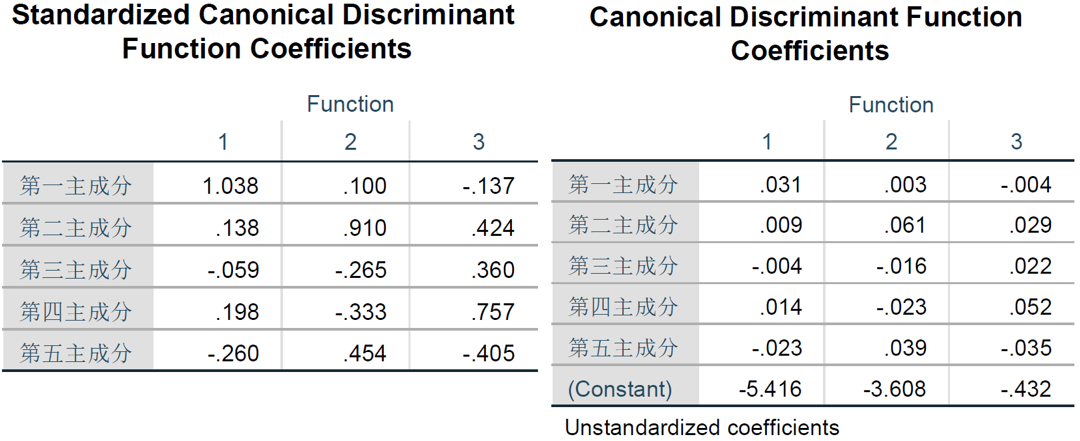 Standardized Canonical Discriminant
Function Coefficients
Function
1 2 3
第一主成分 1.038 .100 -.137
第二主成分 .138 .910 .424
第三主成分 -.059 -.265 .360
第四主成分 .198 -.333 .757
第五主成分 -.260 .454 -.405
Canonical Discriminant Function
Coefficients
Function
1 2 3
第一主成分 .031 .003 -.004
第二主成分 .009 .061 .029
第三主成分 -.004 -.016 .022
第四主成分 .014 -.023 .052
第五主成分 -.023 .039 -.035
(Constant) -5.416 -3.608 -.432
Unstandardized coefficients